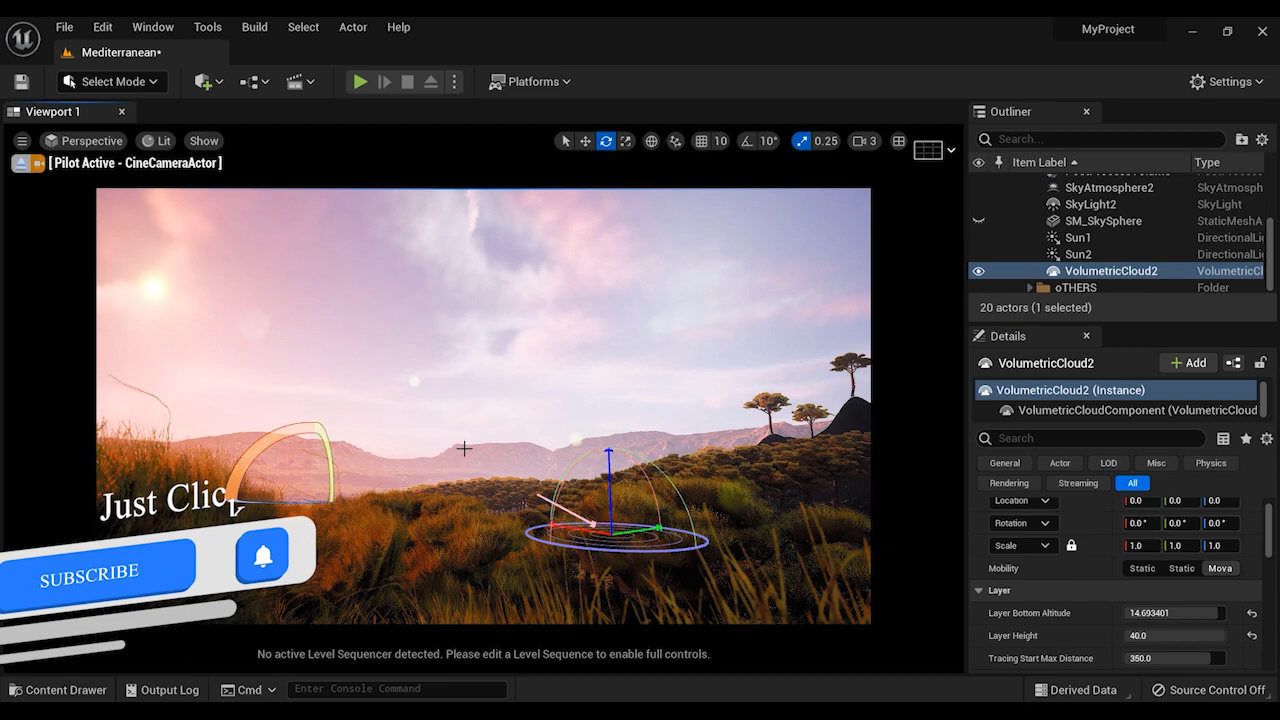 File Edit Window Tools Build Select Actor Help
MyProject
Mediterranean*
Select Mode
Platforms
Settings
Viewport 1
Perspective Lit Show
10 10° 0.25 3
[ Pilot Active - CineCameraActor ]
Outliner
Search...
Item Label Type
SkyAtmosphere2 SkyAtmosph
SkyLight2 SkyLight
SM_SkySphere StaticMeshA
Sun1 DirectionalLi
Sun2 DirectionalLi
VolumetricCloud2 VolumetricCl
oTHERS Folder
20 actors (1 selected)
Details
VolumetricCloud2 Add
VolumetricCloud2 (Instance)
VolumetricCloudComponent (VolumetricCloud
Search
General Actor LOD Misc Physics
Rendering Streaming All
Location 0.0 0.0 0.0
Rotation 0.0° 0.0° 0.0°
Scale 1.0 1.0 1.0
Mobility Static Static Mova
Layer
Layer Bottom Altitude 14.693401
Layer Height 40.0
Tracing Start Max Distance 350.0
Just Clic
SUBSCRIBE
No active Level Sequencer detected. Please edit a Level Sequence to enable full controls.
Content Drawer Output Log Cmd Enter Console Command Derived Data Source Control Off